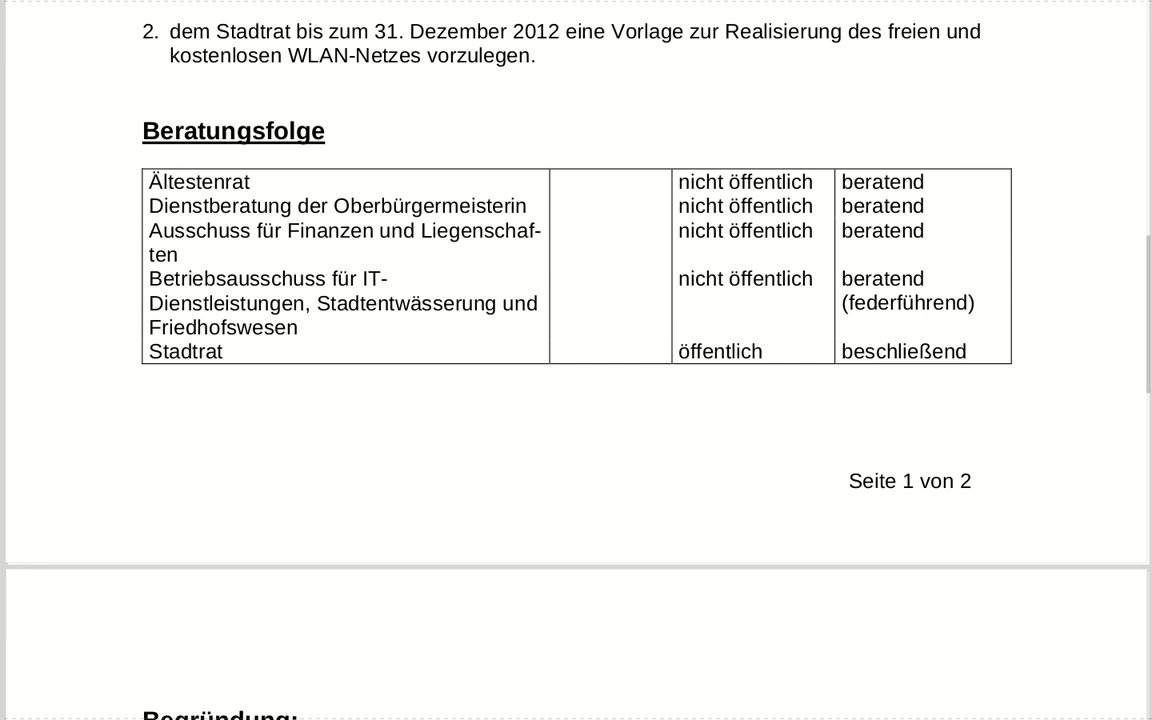 2. dem Stadtrat bis zum 31. Dezember 2012 eine Vorlage zur Realisierung des freien und
kostenlosen WLAN-Netzes vorzulegen.
Beratungsfolge
Ältestenrat nicht öffentlich beratend
Dienstberatung der Oberbürgermeisterin nicht öffentlich beratend
Ausschuss für Finanzen und Liegenschaf- nicht öffentlich beratend
ten
Betriebsausschuss für IT- nicht öffentlich beratend
Dienstleistungen, Stadtentwässerung und (federführend)
Friedhofswesen
Stadtrat öffentlich beschließend
Seite 1 von 2
Begründung: